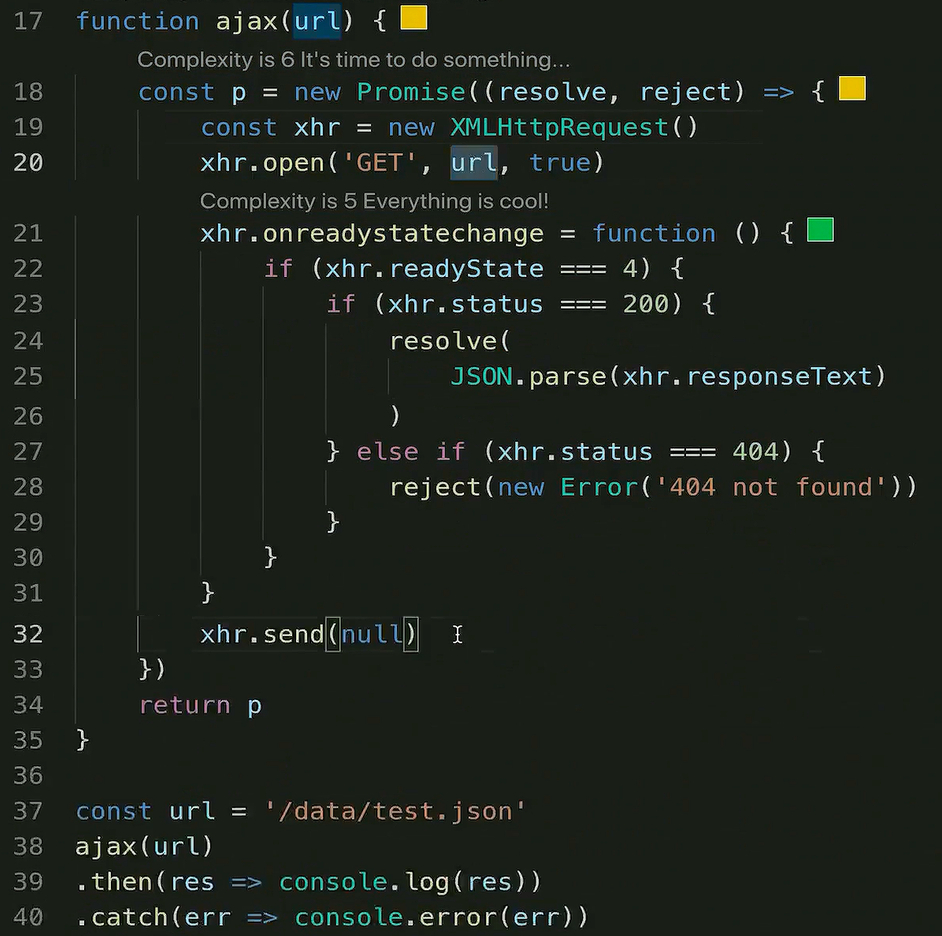 17 function ajax(url) {
Complexity is 6 It's time to do something...
18 const p = new Promise((resolve, reject) => {
19 const xhr = new XMLHttpRequest()
20 xhr.open('GET', url, true)
Complexity is 5 Everything is cool!
21 xhr.onreadystatechange = function () {
22 if (xhr.readyState === 4) {
23 if (xhr.status === 200) {
24 resolve(
25 JSON.parse(xhr.responseText)
26 )
27 } else if (xhr.status === 404) {
28 reject(new Error('404 not found'))
29 }
30 }
31 }
32 xhr.send(null)
33 })
34 return p
35 }
36
37 const url = '/data/test.json'
38 ajax(url)
39 .then(res => console.log(res))
40 .catch(err => console.error(err))